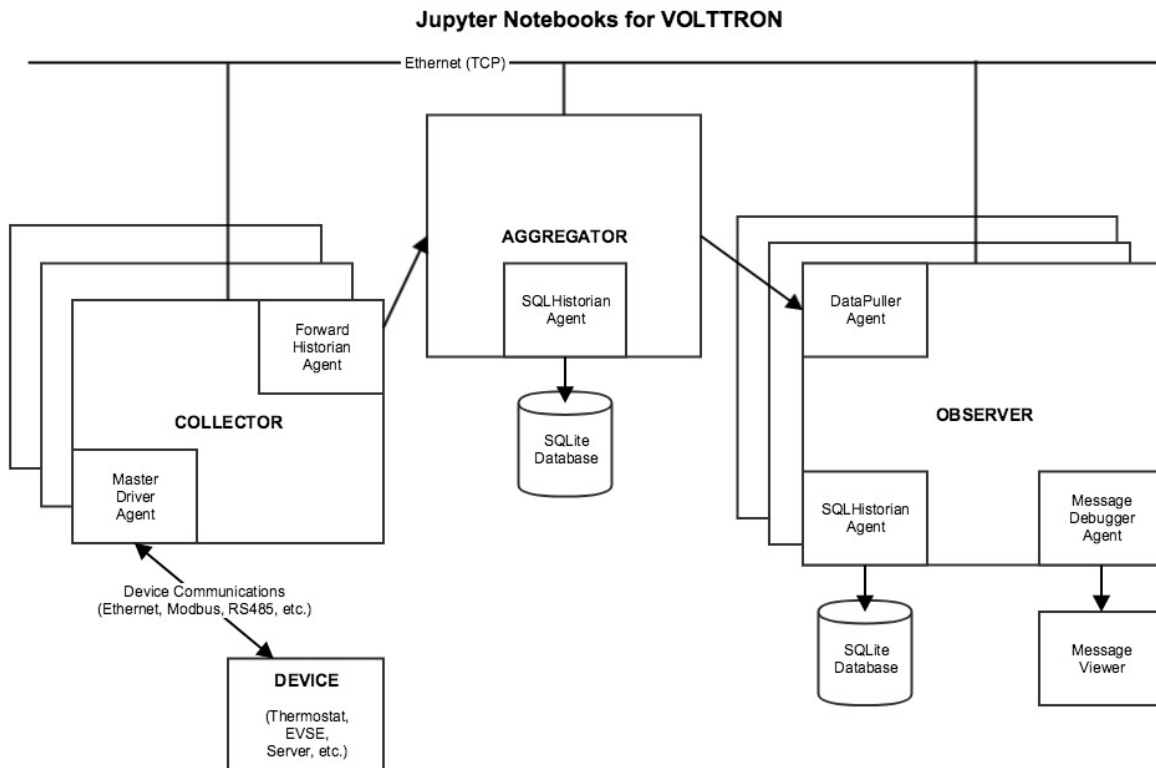 Jupyter Notebooks for VOLTTRON
Ethernet (TCP)
AGGREGATOR
SQLHistorian
Agent
SQLite
Database
Forward
Historian
Agent
COLLECTOR
Master
Driver
Agent
Device Communications
(Ethernet, Modbus, RS485, etc.)
DEVICE
(Thermostat,
EVSE,
Server, etc.)
DataPuller
Agent
OBSERVER
SQLHistorian
Agent
Message
Debugger
Agent
SQLite
Database
Message
Viewer